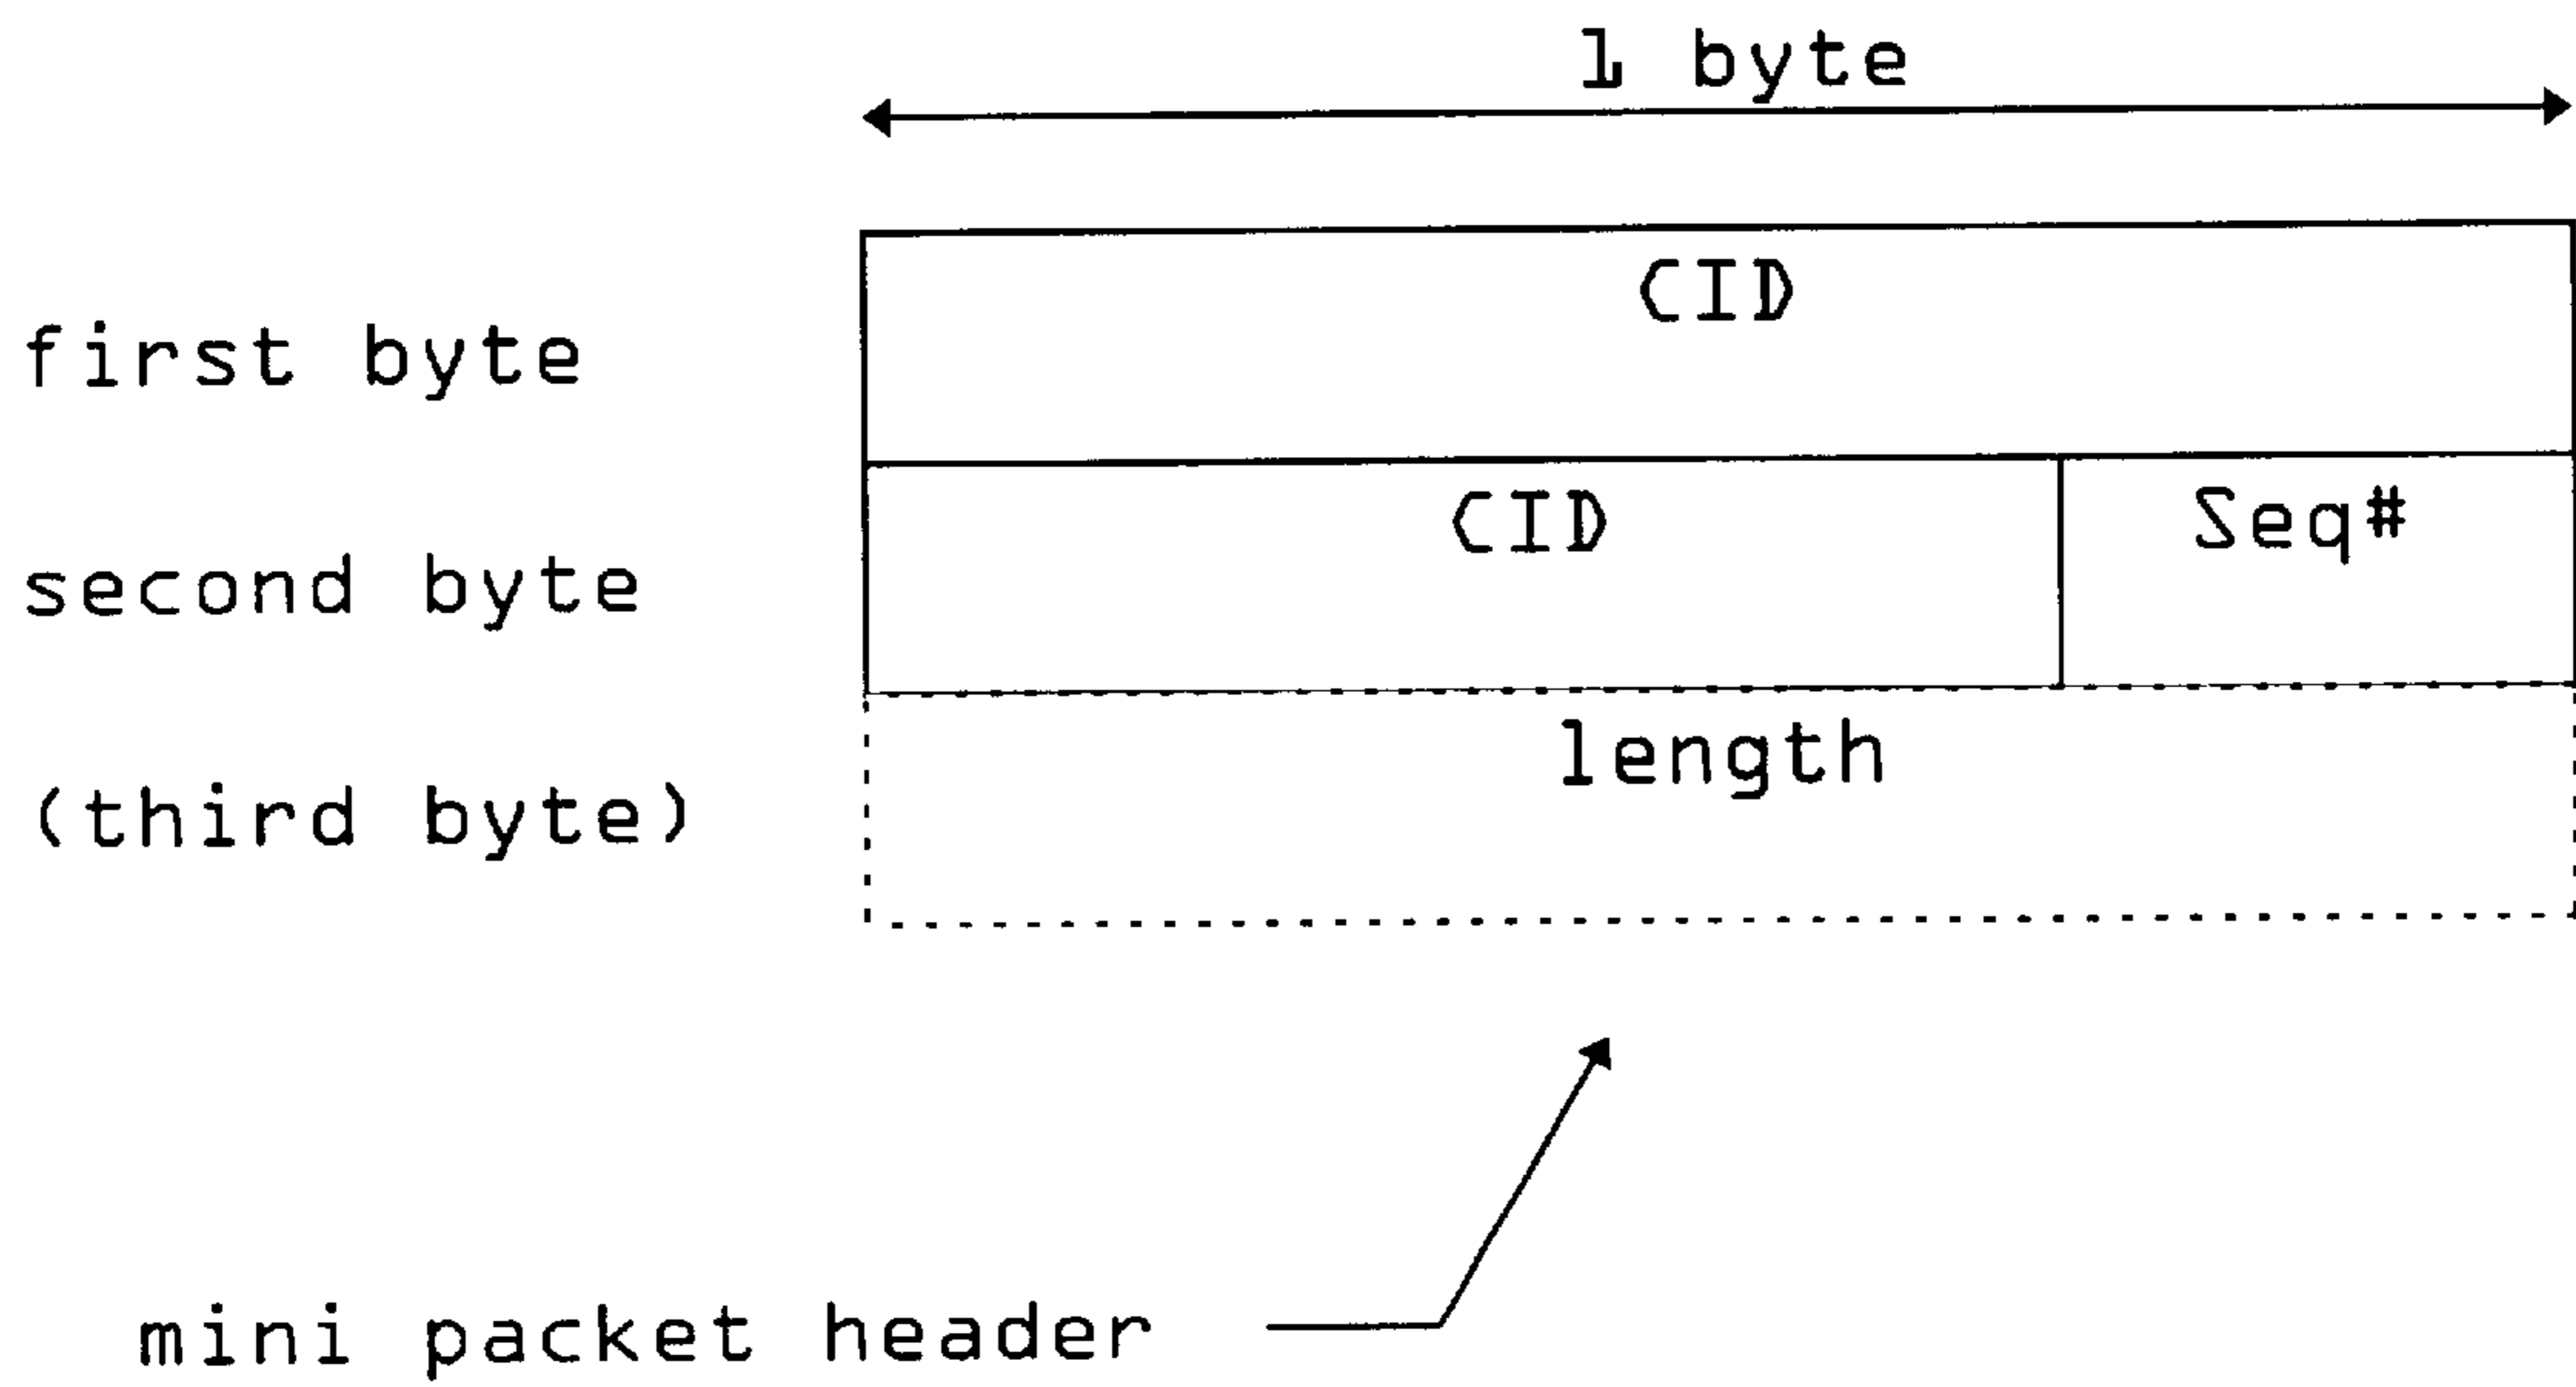 1 byte
CID
first byte
CID Seq#
second byte
length
(third byte)
mini packet header